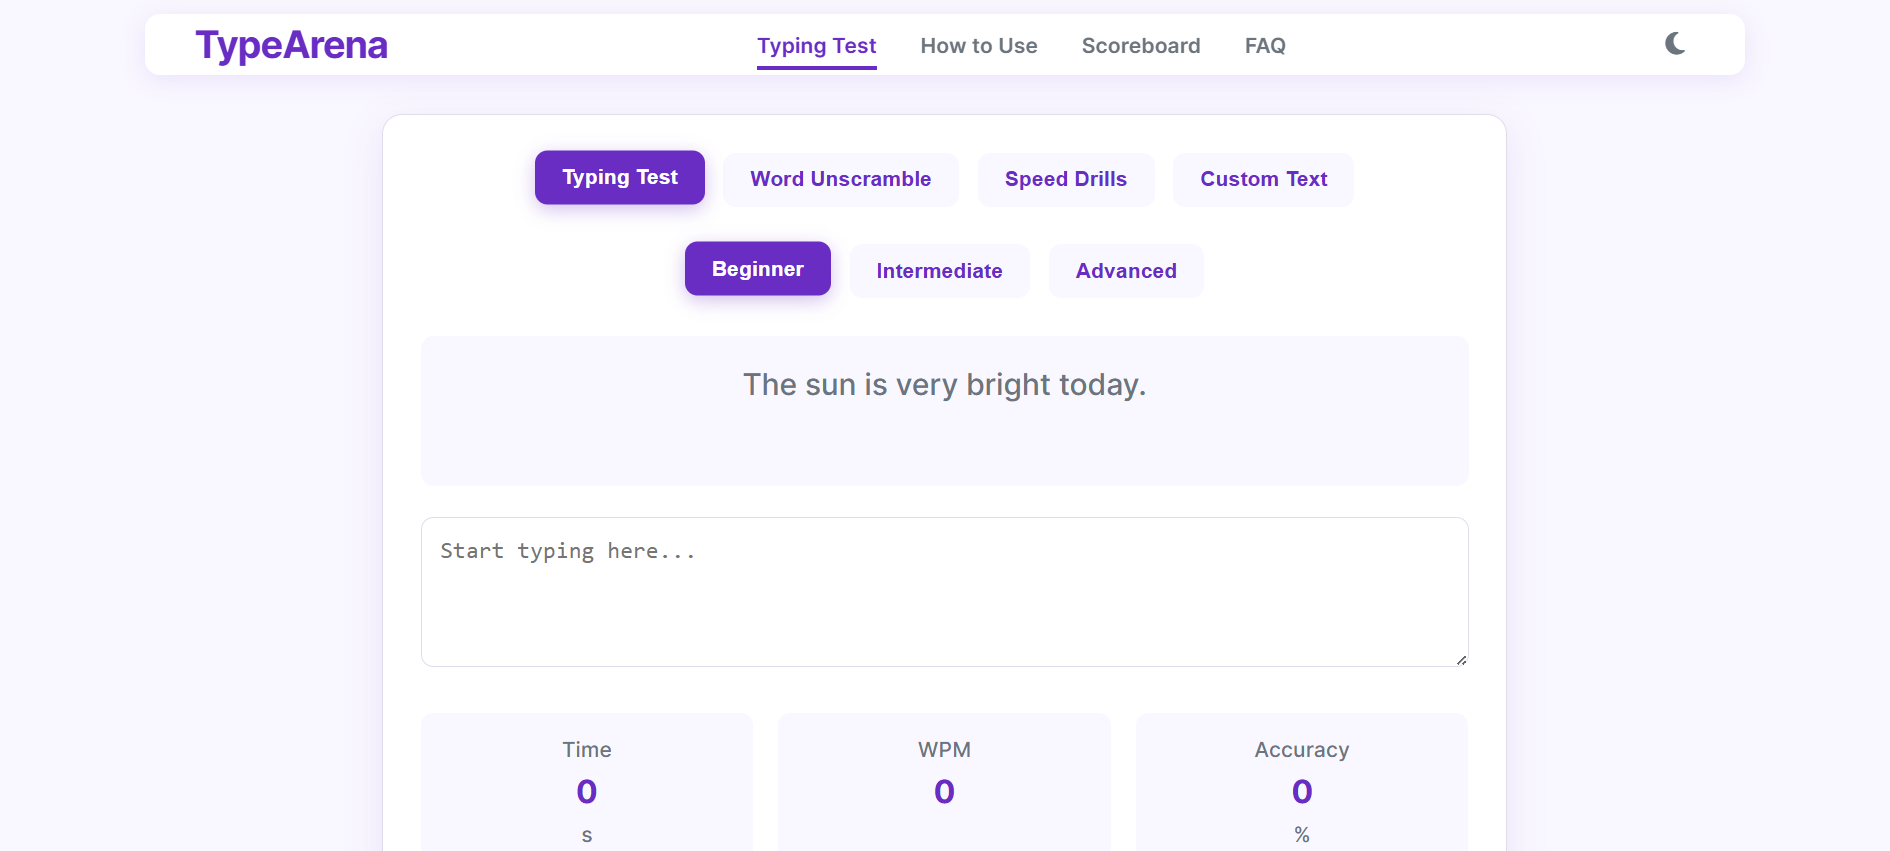 TypeArena
Typing Test How to Use Scoreboard FAQ
Typing Test Word Unscramble Speed Drills Custom Text
Beginner Intermediate Advanced
The sun is very bright today.
Start typing here...
Time WPM Accuracy
0 0 0
s %